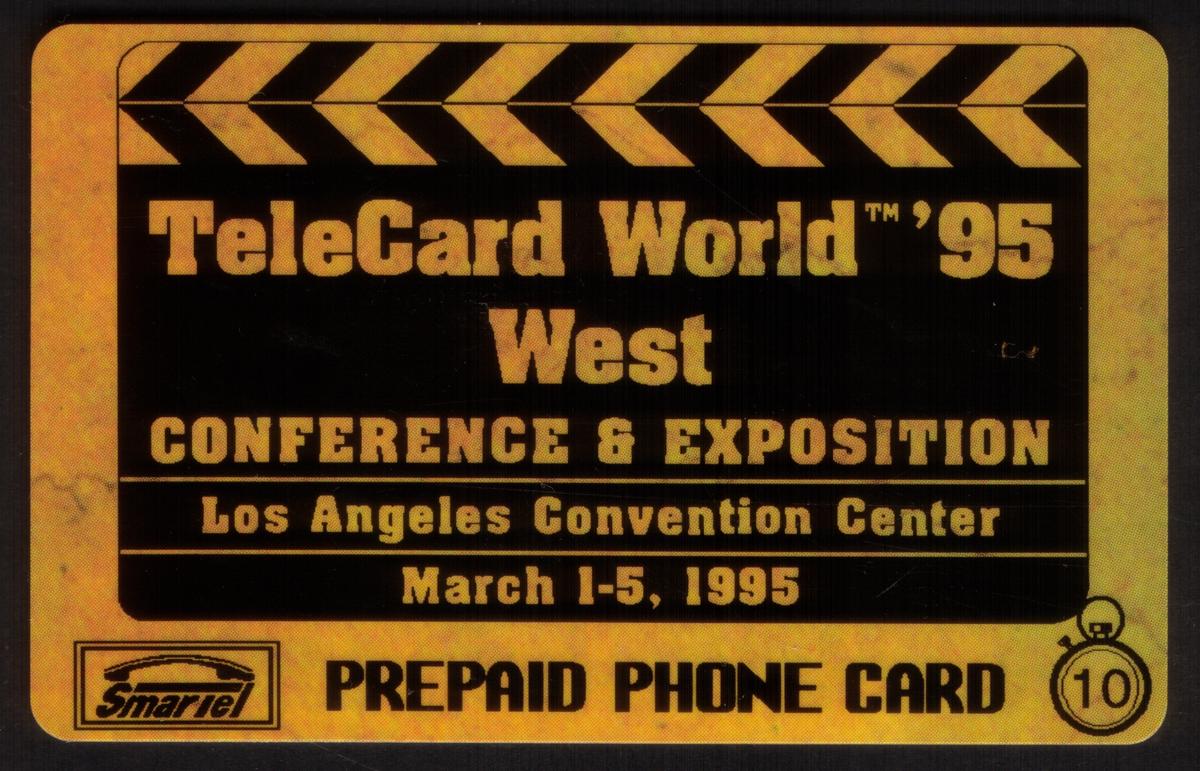 TeleCard World™ '95
West
CONFERENCE & EXPOSITION
Los Angeles Convention Center
March 1-5, 1995
Smartel
PREPAID PHONE CARD
10